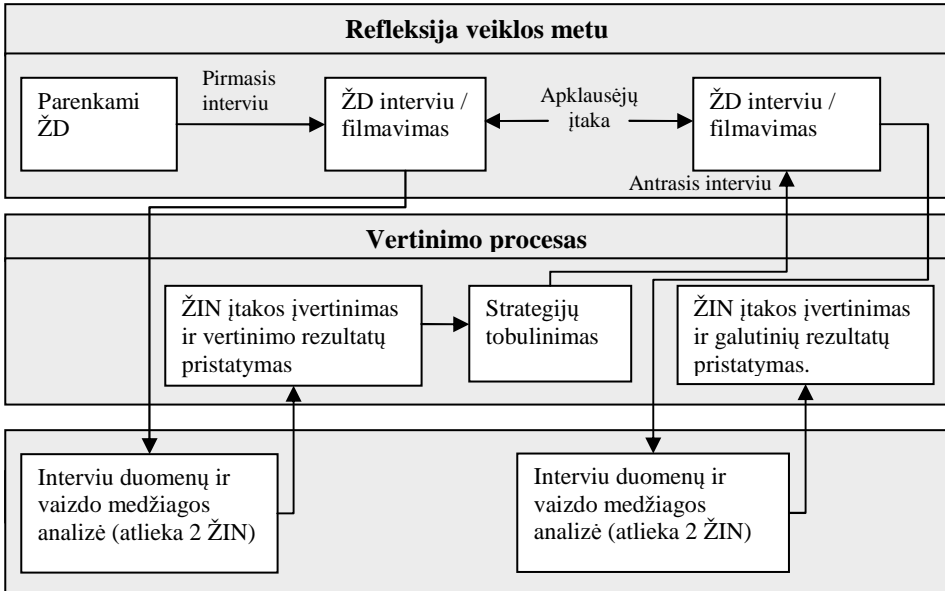 Refleksija veiklos metu
Parenkami
ŽD
Pirmasis
interviu
ŽD interviu /
filmavimas
Apklausėjų
įtaka
ŽD interviu /
filmavimas
Antrasis interviu
Vertinimo procesas
ŽIN įtakos įvertinimas
ir vertinimo rezultatų
pristatymas
Strategijų
tobulinimas
ŽIN įtakos įvertinimas
ir galutinių rezultatų
pristatymas.
Interviu duomenų ir
vaizdo medžiagos
analizė (atlieka 2 ŽIN)
Interviu duomenų ir
vaizdo medžiagos
analizė (atlieka 2 ŽIN)